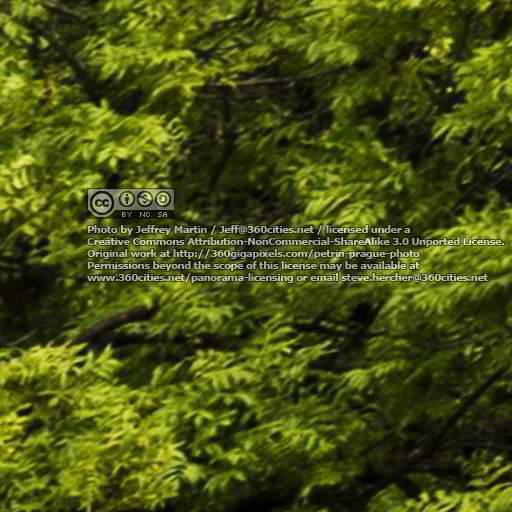 cc
BY NC SA
Photo by Jeffrey Martin / Jeff@360cities.net / licensed under a
Creative Commons Attribution-NonCommercial-ShareAlike 3.0 Unported License.
Original work at http://360gigapixels.com/petrin-prague-photo
Permissions beyond the scope of this license may be available at
www.360cities.net/panorama-licensing or email steve.hercher@360cities.net